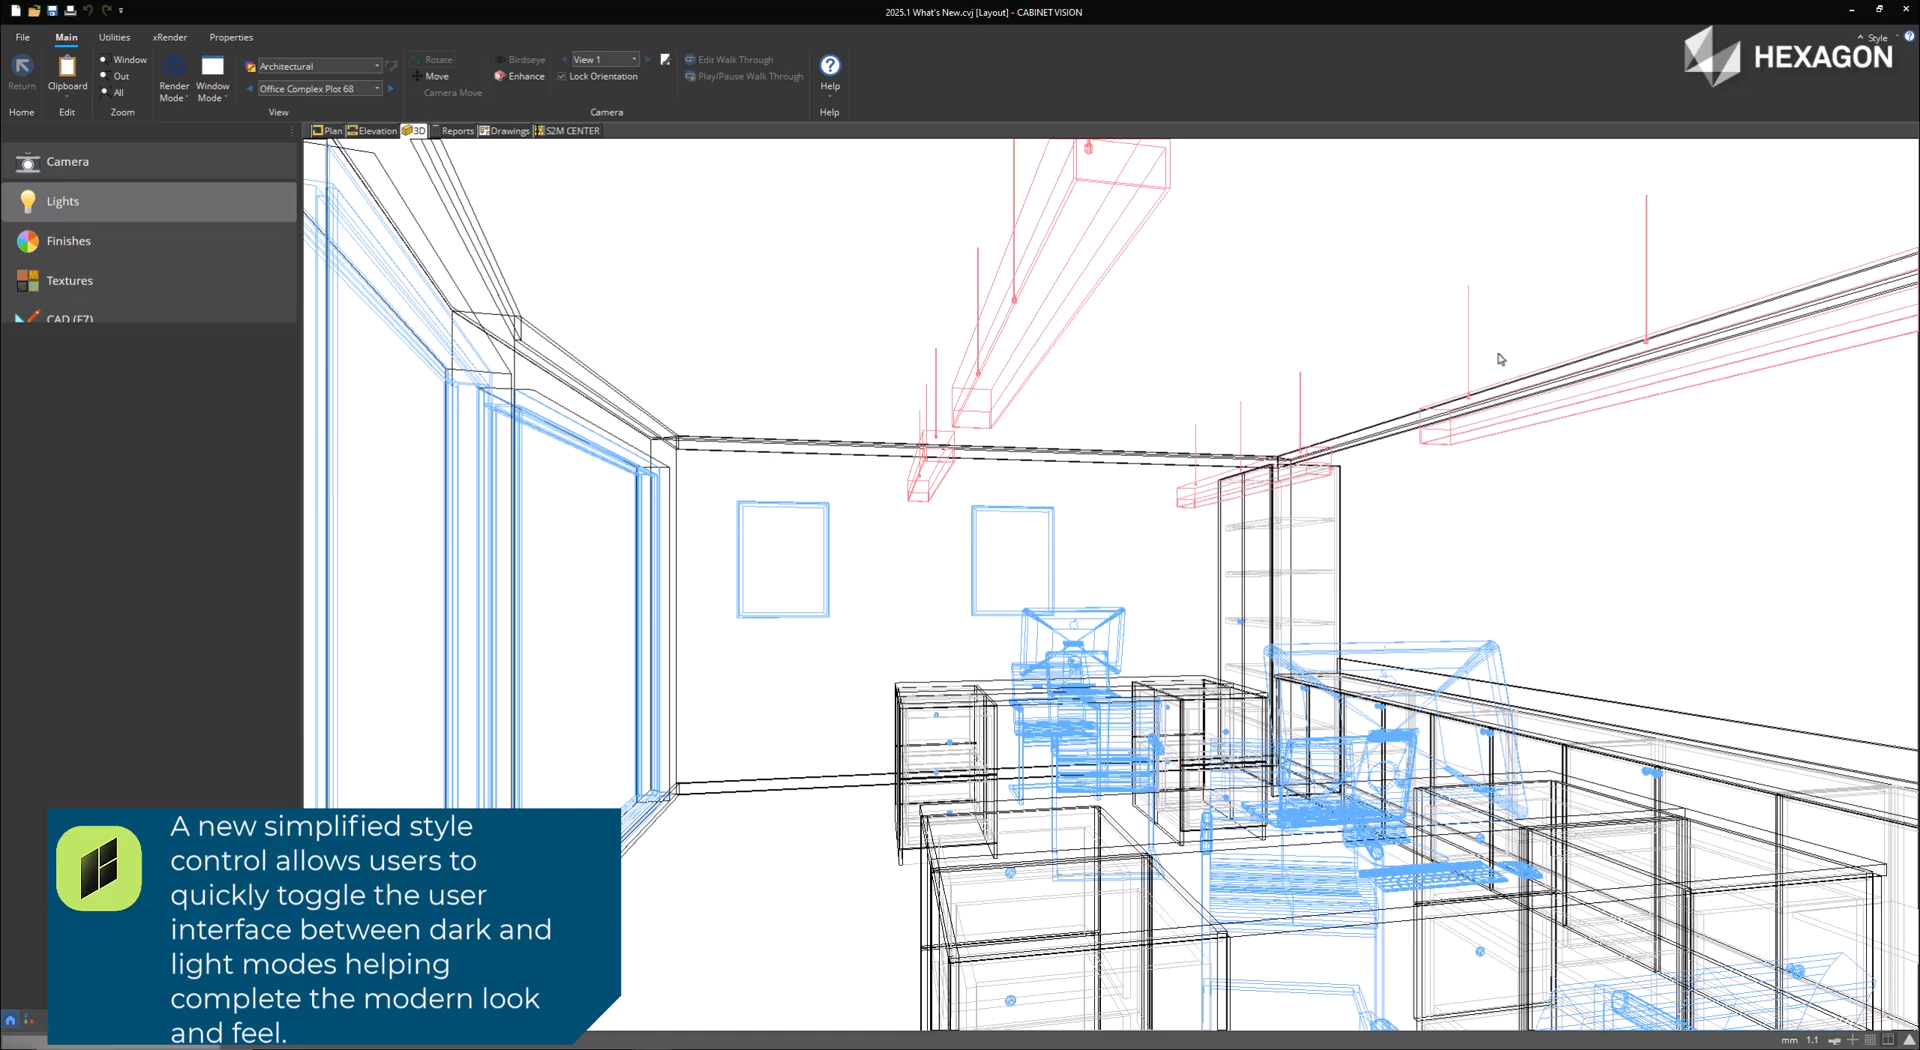 2025.1 What's New.cvj [Layout] - CABINET VISION
File Main Utilities xRender Properties
Style
HEXAGON
Return
Home
Clipboard
Edit
Window
Out
All
Zoom
Render Mode
Window Mode
Architectural
Office Complex Plot 68
View
Rotate
Move
Camera Move
Birdseye
Enhance
View 1
Lock Orientation
Camera
Edit Walk Through
Play/Pause Walk Through
Help
Help
Plan Elevation 3D Reports Drawings S2M CENTER
Camera
Lights
Finishes
Textures
CAD (F7)
A new simplified style
control allows users to
quickly toggle the user
interface between dark and
light modes helping
complete the modern look
and feel.
mm 1.1